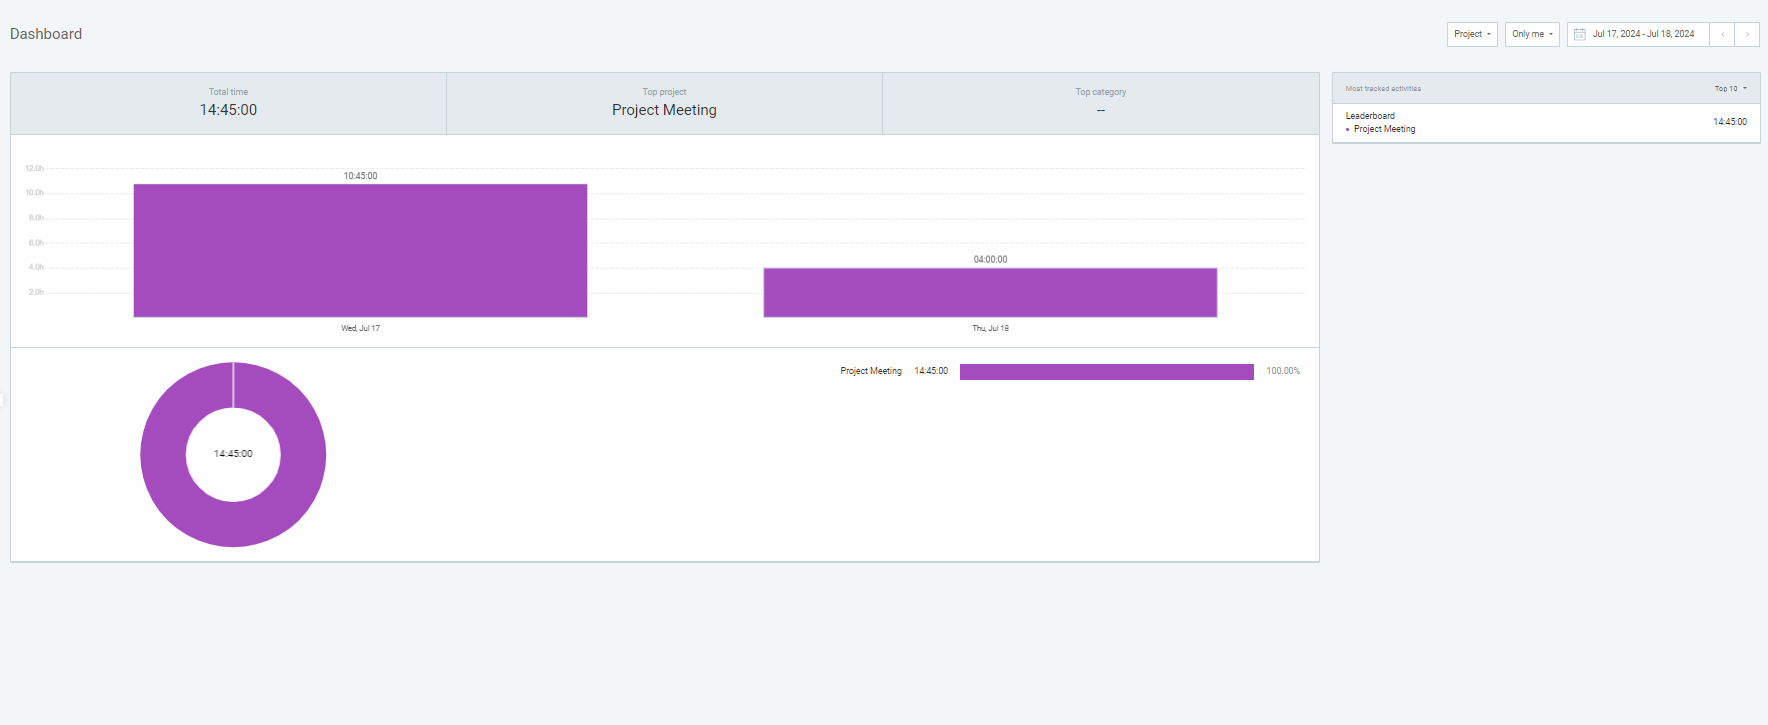 Dashboard
Project
Only me
Jul 17, 2024 - Jul 18, 2024
Total time
14:45:00
Top project
Project Meeting
Top category
--
Most tracked activities
Top 10
Leaderboard
Project Meeting
14:45:00
12.0h
10.0h
8.0h
6.0h
4.0h
2.0h
10:45:00
04:00:00
Wed, Jul 17
Thu, Jul 18
14:45:00
Project Meeting 14:45:00 100.00%